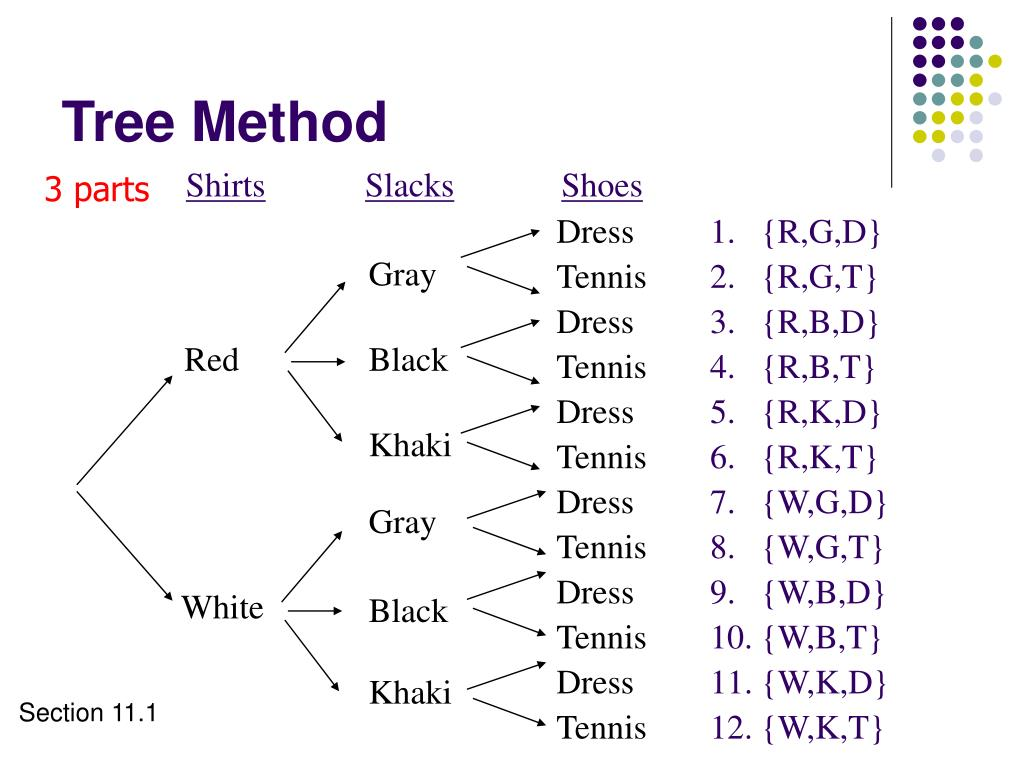 Tree Method
3 parts Shirts Slacks Shoes
Dress 1. {R,G,D}
Gray
Tennis 2. {R,G,T}
Dress 3. {R,B,D}
Red Black Tennis 4. {R,B,T}
Dress 5. {R,K,D}
Khaki
Tennis 6. {R,K,T}
Dress 7. {W,G,D}
Gray
Tennis 8. {W,G,T}
Dress 9. {W,B,D}
White Black
Tennis 10. {W,B,T}
Dress 11. {W,K,D}
Khaki
Section 11.1
Tennis 12. {W,K,T}